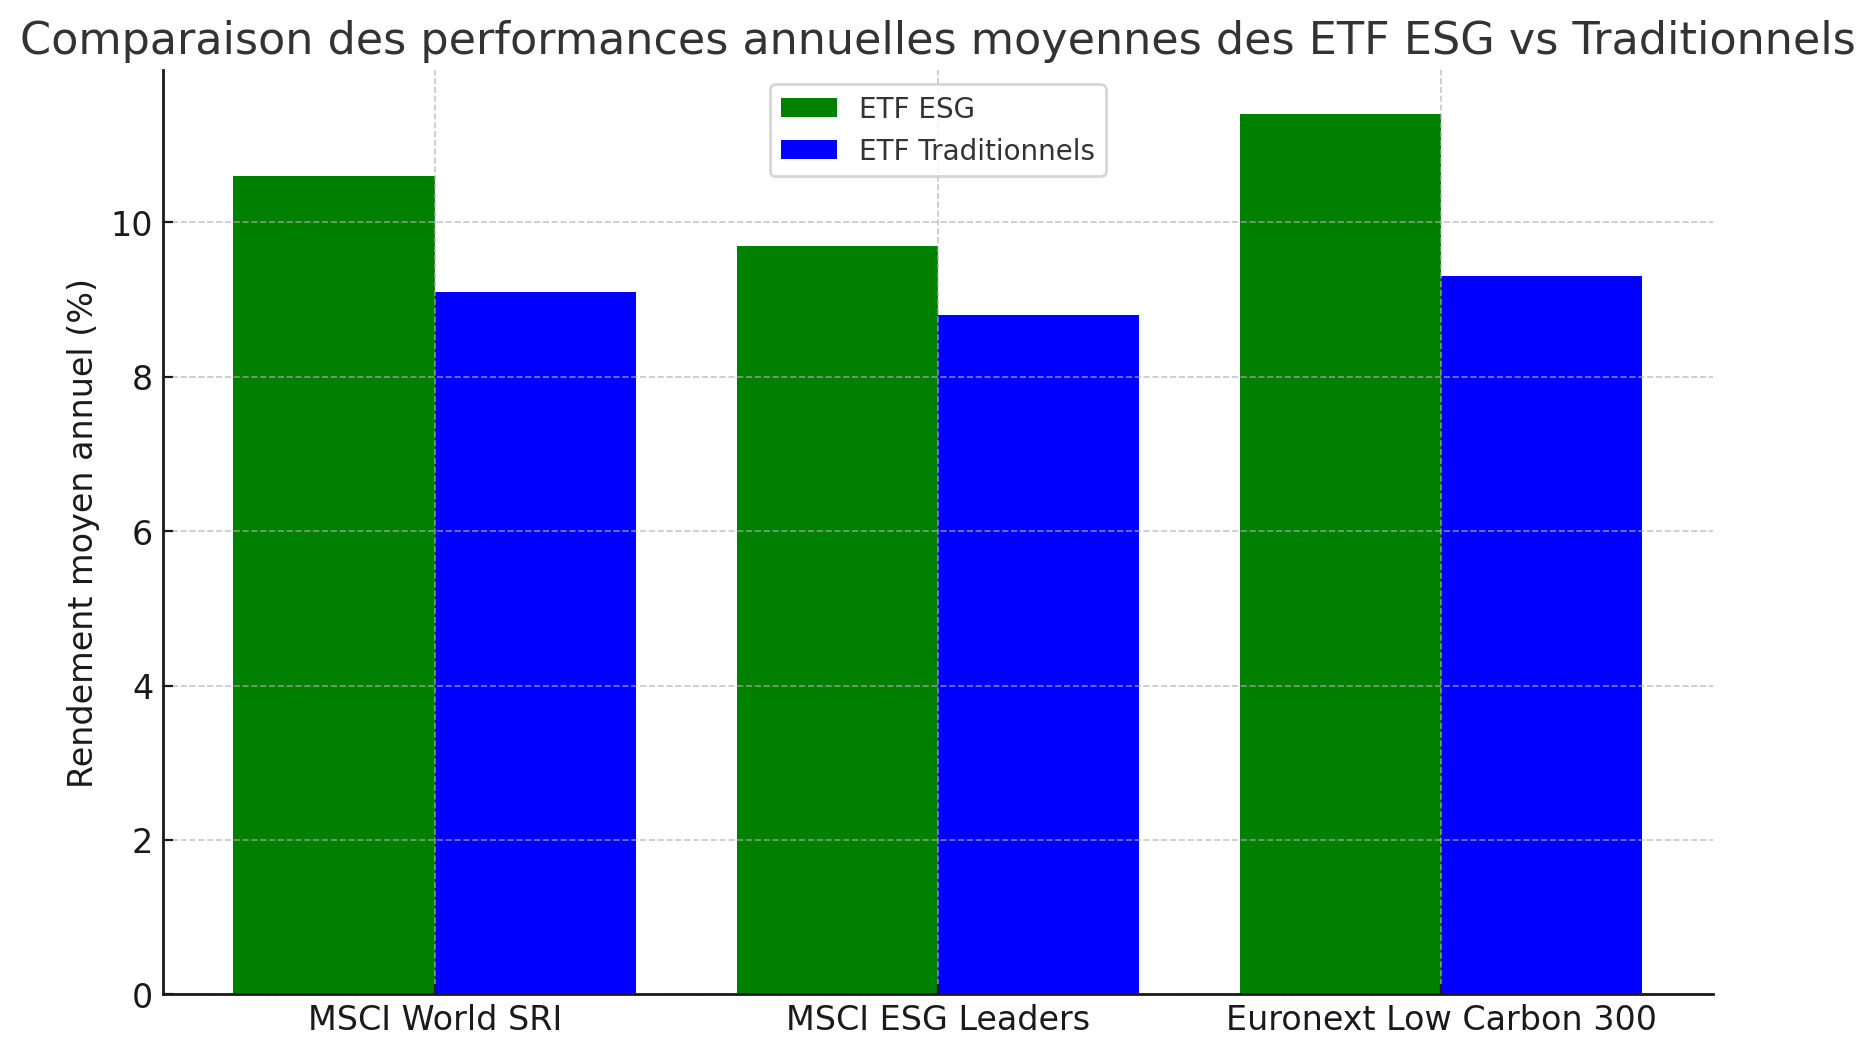 Comparaison des performances annuelles moyennes des ETF ESG vs Traditionnels
ETF ESG
ETF Traditionnels
Rendement moyen annuel (%)
10
8
6
4
2
0
MSCI World SRI
MSCI ESG Leaders
Euronext Low Carbon 300